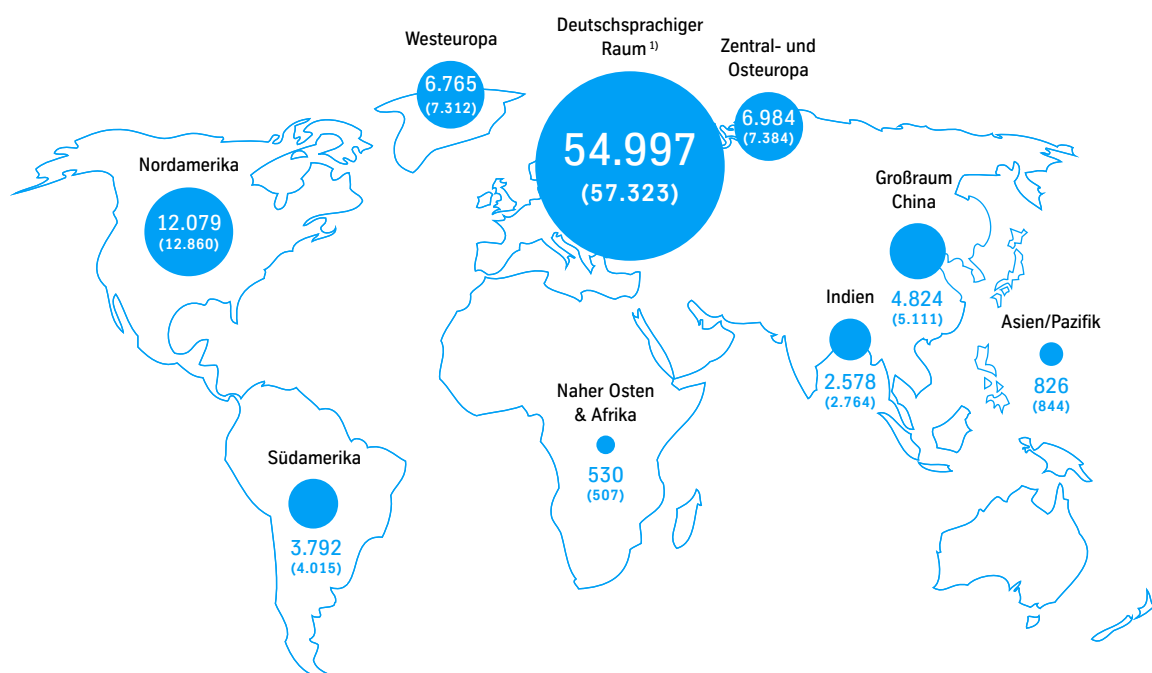 Westeuropa
6.765
(7.312)
Deutschsprachiger
Raum 1)
54.997
(57.323)
Zentral- und
Osteuropa
6.984
(7.384)
Nordamerika
12.079
(12.860)
Großraum
China
4.824
(5.111)
Indien
2.578
(2.764)
Asien/Pazifik
826
(844)
Naher Osten
& Afrika
530
(507)
Südamerika
3.792
(4.015)